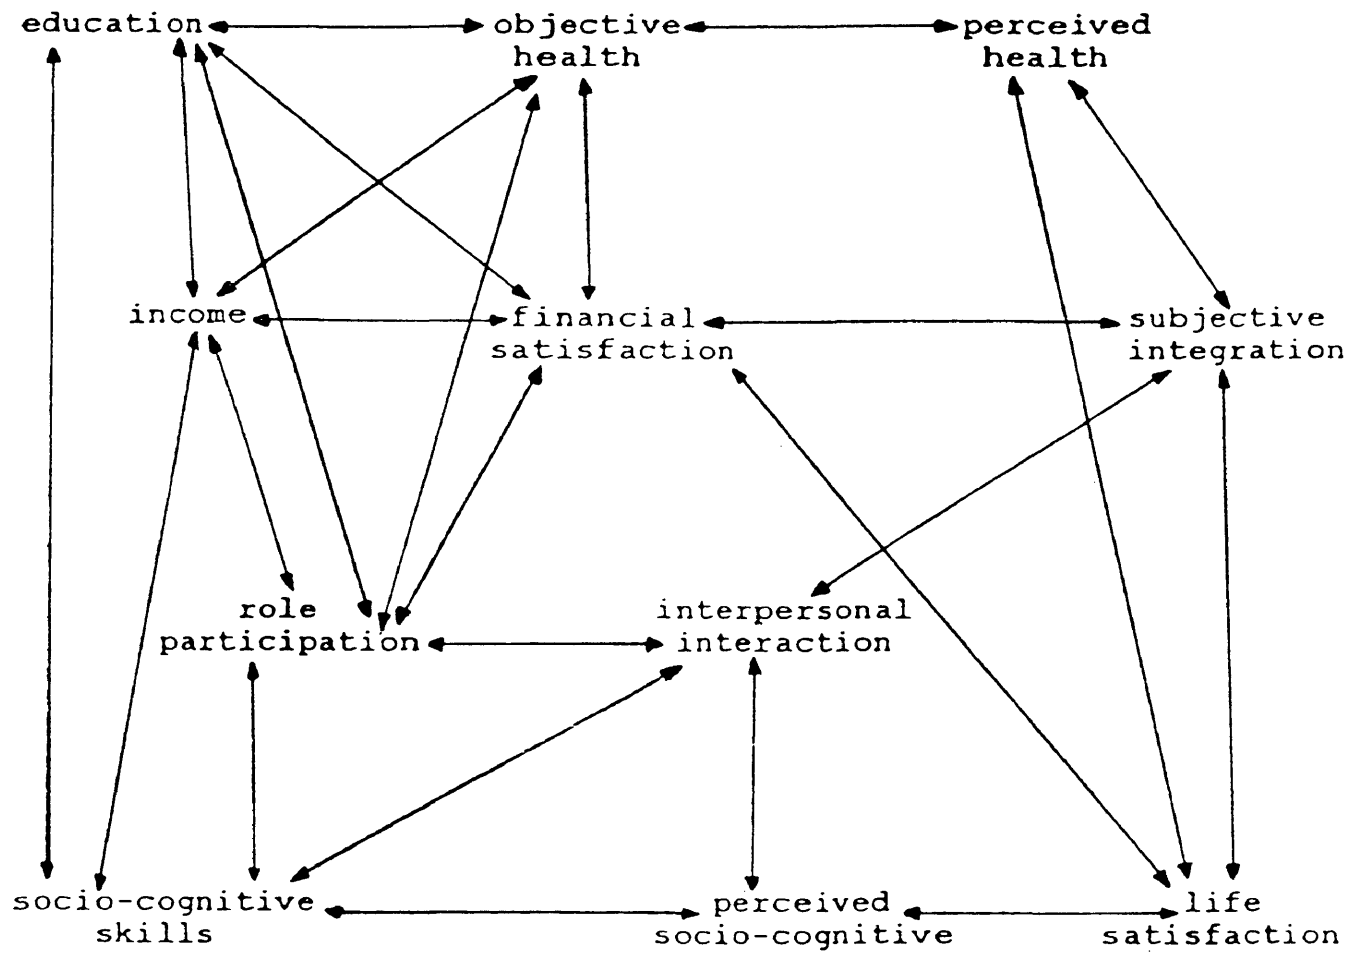 education
objective
health
perceived
health
income
financial
satisfaction
subjective
integration
role
participation
interpersonal
interaction
socio-cognitive
skills
perceived
socio-cognitive
life
satisfaction